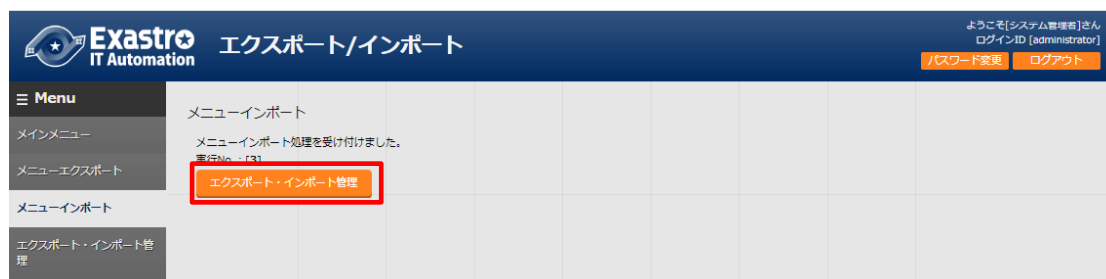 Exastro
IT Automation
エクスポート/インポート
ようこそ[システム管理者]さん
ログインID [administrator]
パスワード変更 ログアウト
☰ Menu
メインメニュー
メニューエクスポート
メニューインポート
エクスポート・インポート管
理
メニューインポート
メニューインポート処理を受け付けました。
実行No.：[3]
エクスポート・インポート管理